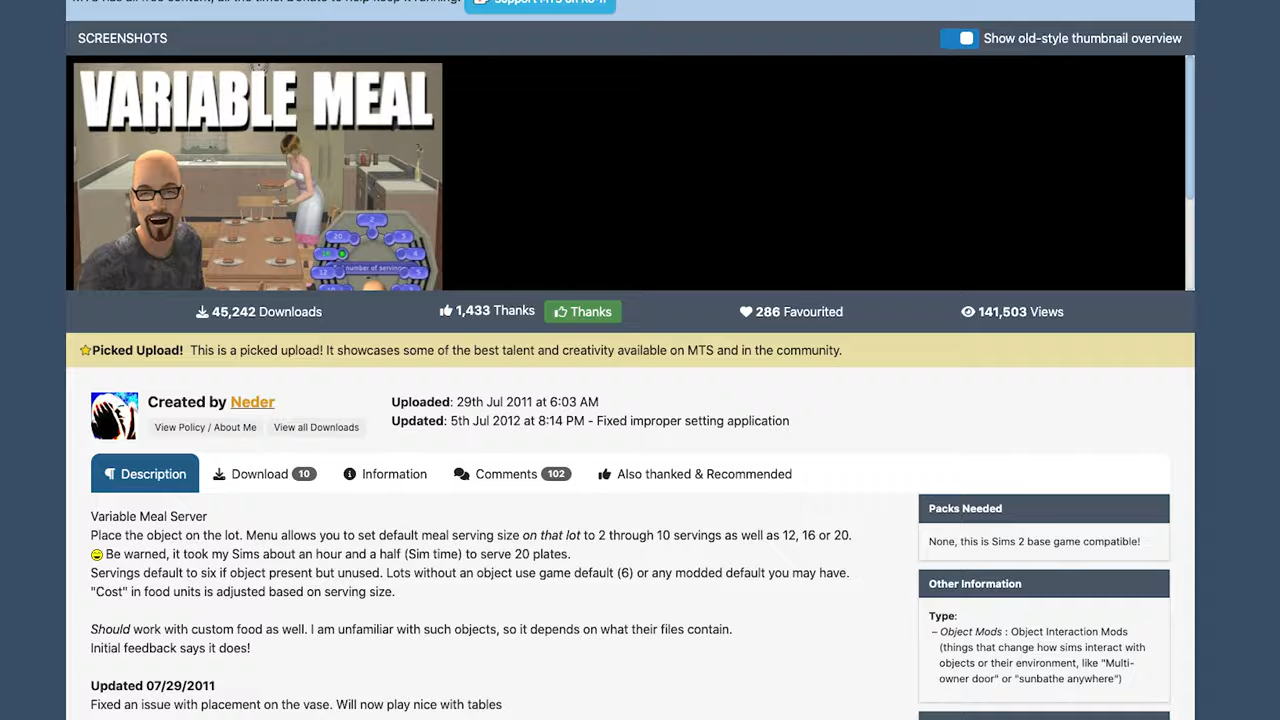 SCREENSHOTS
Show old-style thumbnail overview
VARIABLE MEAL
2
20
3
4
12
number of servings
5
45,242 Downloads
1,433 Thanks
Thanks
286 Favourited
141,503 Views
Picked Upload! This is a picked upload! It showcases some of the best talent and creativity available on MTS and in the community.
Created by Neder
View Policy / About Me
View all Downloads
Uploaded: 29th Jul 2011 at 6:03 AM
Updated: 5th Jul 2012 at 8:14 PM - Fixed improper setting application
Description
Download 10
Information
Comments 102
Also thanked & Recommended
Variable Meal Server
Place the object on the lot. Menu allows you to set default meal serving size on that lot to 2 through 10 servings as well as 12, 16 or 20.
Be warned, it took my Sims about an hour and a half (Sim time) to serve 20 plates.
Servings default to six if object present but unused. Lots without an object use game default (6) or any modded default you may have.
"Cost" in food units is adjusted based on serving size.
Should work with custom food as well. I am unfamiliar with such objects, so it depends on what their files contain.
Initial feedback says it does!
Updated 07/29/2011
Fixed an issue with placement on the vase. Will now play nice with tables
Packs Needed
None, this is Sims 2 base game compatible!
Other Information
Type:
– Object Mods : Object Interaction Mods
(things that change how sims interact with
objects or their environment, like "Multi-
owner door" or "sunbathe anywhere")